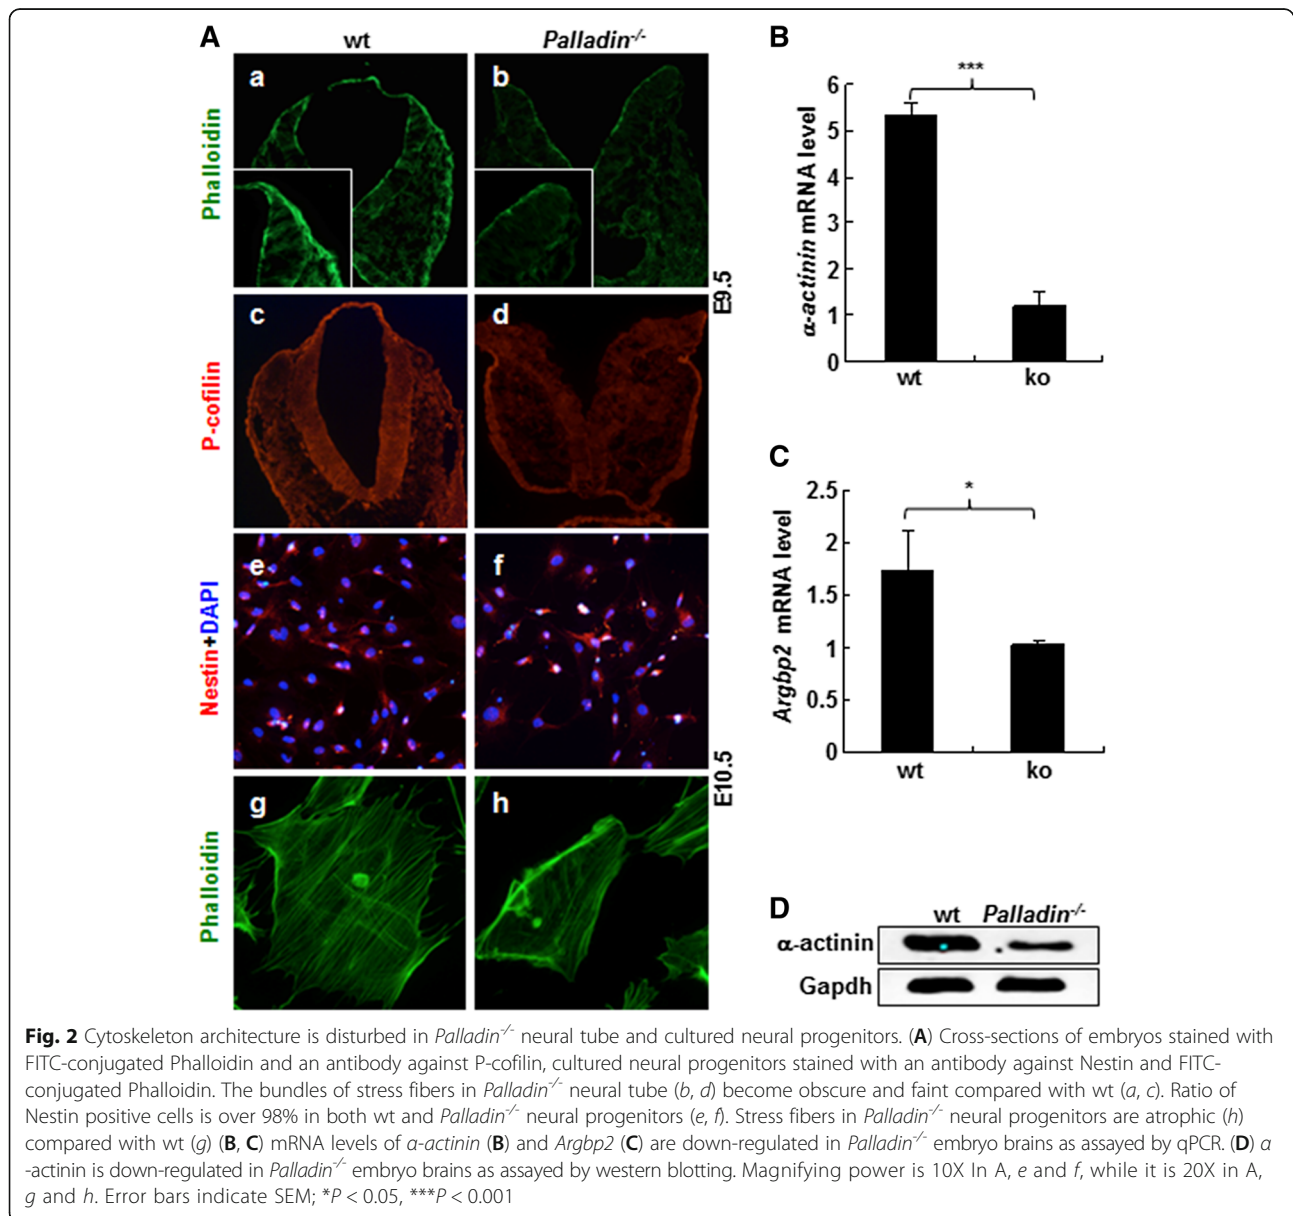 A
wt
Palladin-/-
a
b
Phalloidin
E9.5
c
d
P-cofilin
e
f
Nestin+DAPI
E10.5
g
h
Phalloidin
B
***
6
5
4
3
2
1
0
α-actinin mRNA level
wt
ko
C
*
2.5
2
1.5
1
0.5
0
Argbp2 mRNA level
wt
ko
D
wt
Palladin-/-
α-actinin
Gapdh
Fig. 2 Cytoskeleton architecture is disturbed in Palladin-/- neural tube and cultured neural progenitors. (A) Cross-sections of embryos stained with
FITC-conjugated Phalloidin and an antibody against P-cofilin, cultured neural progenitors stained with an antibody against Nestin and FITC-
conjugated Phalloidin. The bundles of stress fibers in Palladin-/- neural tube (b, d) become obscure and faint compared with wt (a, c). Ratio of
Nestin positive cells is over 98% in both wt and Palladin-/- neural progenitors (e, f). Stress fibers in Palladin-/- neural progenitors are atrophic (h)
compared with wt (g) (B, C) mRNA levels of α-actinin (B) and Argbp2 (C) are down-regulated in Palladin-/- embryo brains as assayed by qPCR. (D) α
-actinin is down-regulated in Palladin-/- embryo brains as assayed by western blotting. Magnifying power is 10X In A, e and f, while it is 20X in A,
g and h. Error bars indicate SEM; *P < 0.05, ***P < 0.001